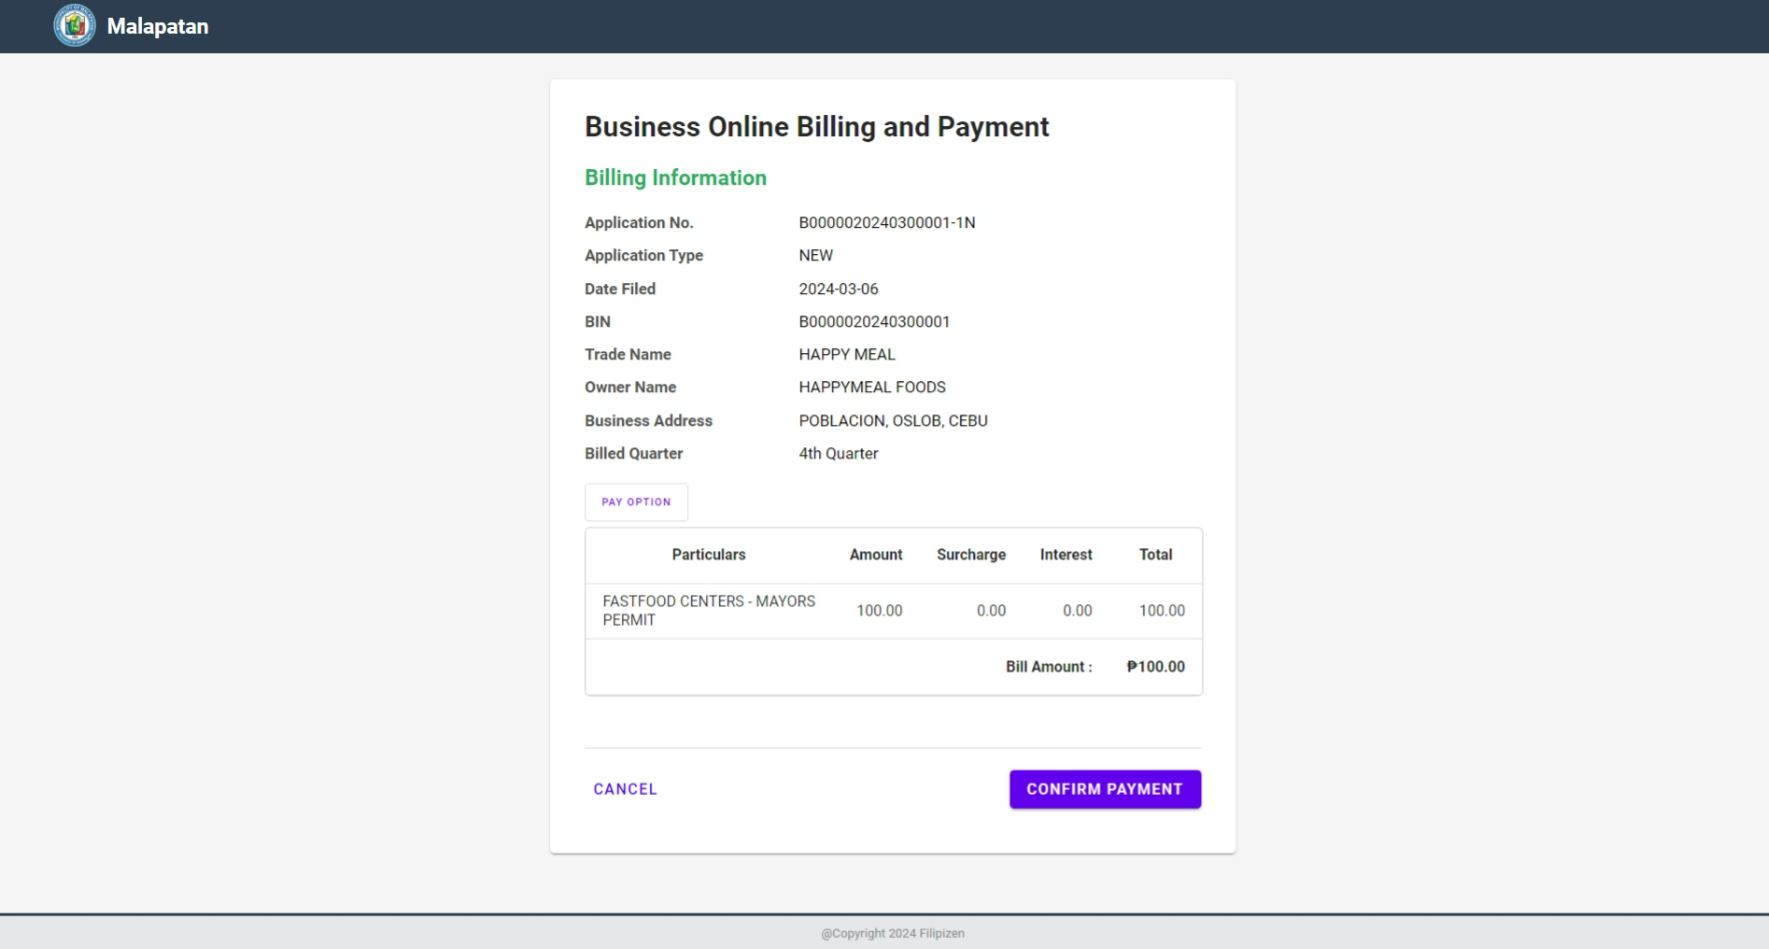 Malapatan
Business Online Billing and Payment
Billing Information
Application No. B0000020240300001-1N
Application Type NEW
Date Filed 2024-03-06
BIN B0000020240300001
Trade Name HAPPY MEAL
Owner Name HAPPYMEAL FOODS
Business Address POBLACION, OSLOB, CEBU
Billed Quarter 4th Quarter
PAY OPTION
Particulars Amount Surcharge Interest Total
FASTFOOD CENTERS - MAYORS
PERMIT 100.00 0.00 0.00 100.00
Bill Amount : ₱100.00
CANCEL CONFIRM PAYMENT
@Copyright 2024 Filipizen